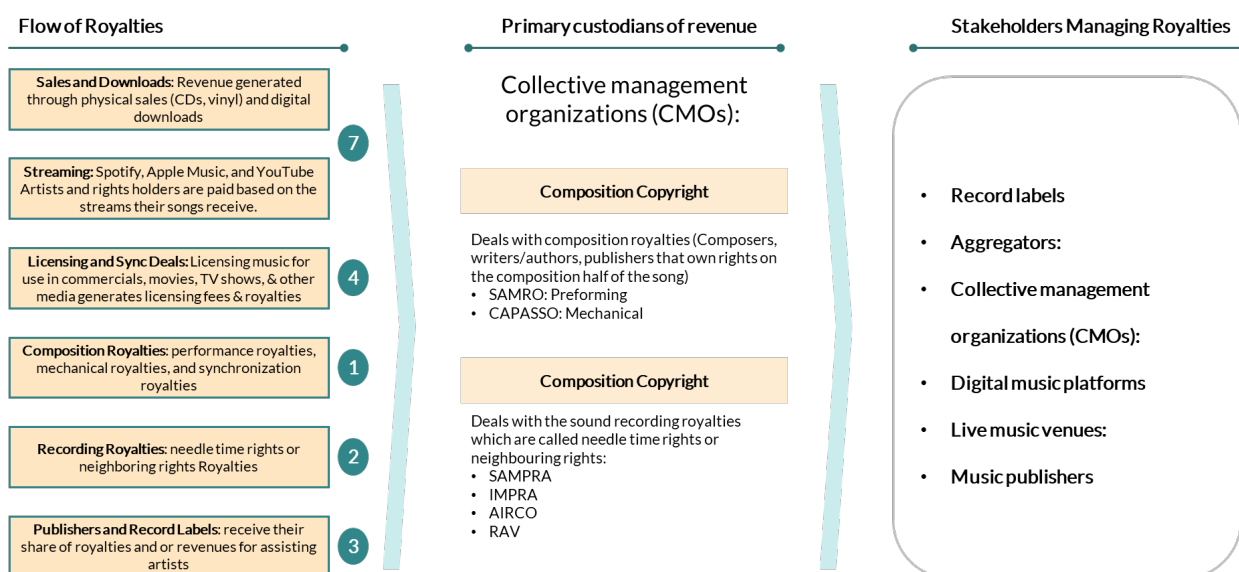 Flow of Royalties
Sales and Downloads: Revenue generated
through physical sales (CDs, vinyl) and digital
downloads
7
Streaming: Spotify, Apple Music, and YouTube
Artists and rights holders are paid based on the
streams their songs receive.
Licensing and Sync Deals: Licensing music for
use in commercials, movies, TV shows, & other
media generates licensing fees & royalties
4
Composition Royalties: performance royalties,
mechanical royalties, and synchronization
royalties
1
Recording Royalties: needle time rights or
neighboring rights Royalties
2
Publishers and Record Labels: receive their
share of royalties and or revenues for assisting
artists
3
Primary custodians of revenue
Collective management
organizations (CMOs):
Composition Copyright
Deals with composition royalties (Composers,
writers/authors, publishers that own rights on
the composition half of the song)
• SAMRO: Preforming
• CAPASSO: Mechanical
Composition Copyright
Deals with the sound recording royalties
which are called needle time rights or
neighbouring rights:
• SAMPRA
• IMPRA
• AIRCO
• RAV
Stakeholders Managing Royalties
• Record labels
• Aggregators:
• Collective management
organizations (CMOs):
• Digital music platforms
• Live music venues:
• Music publishers